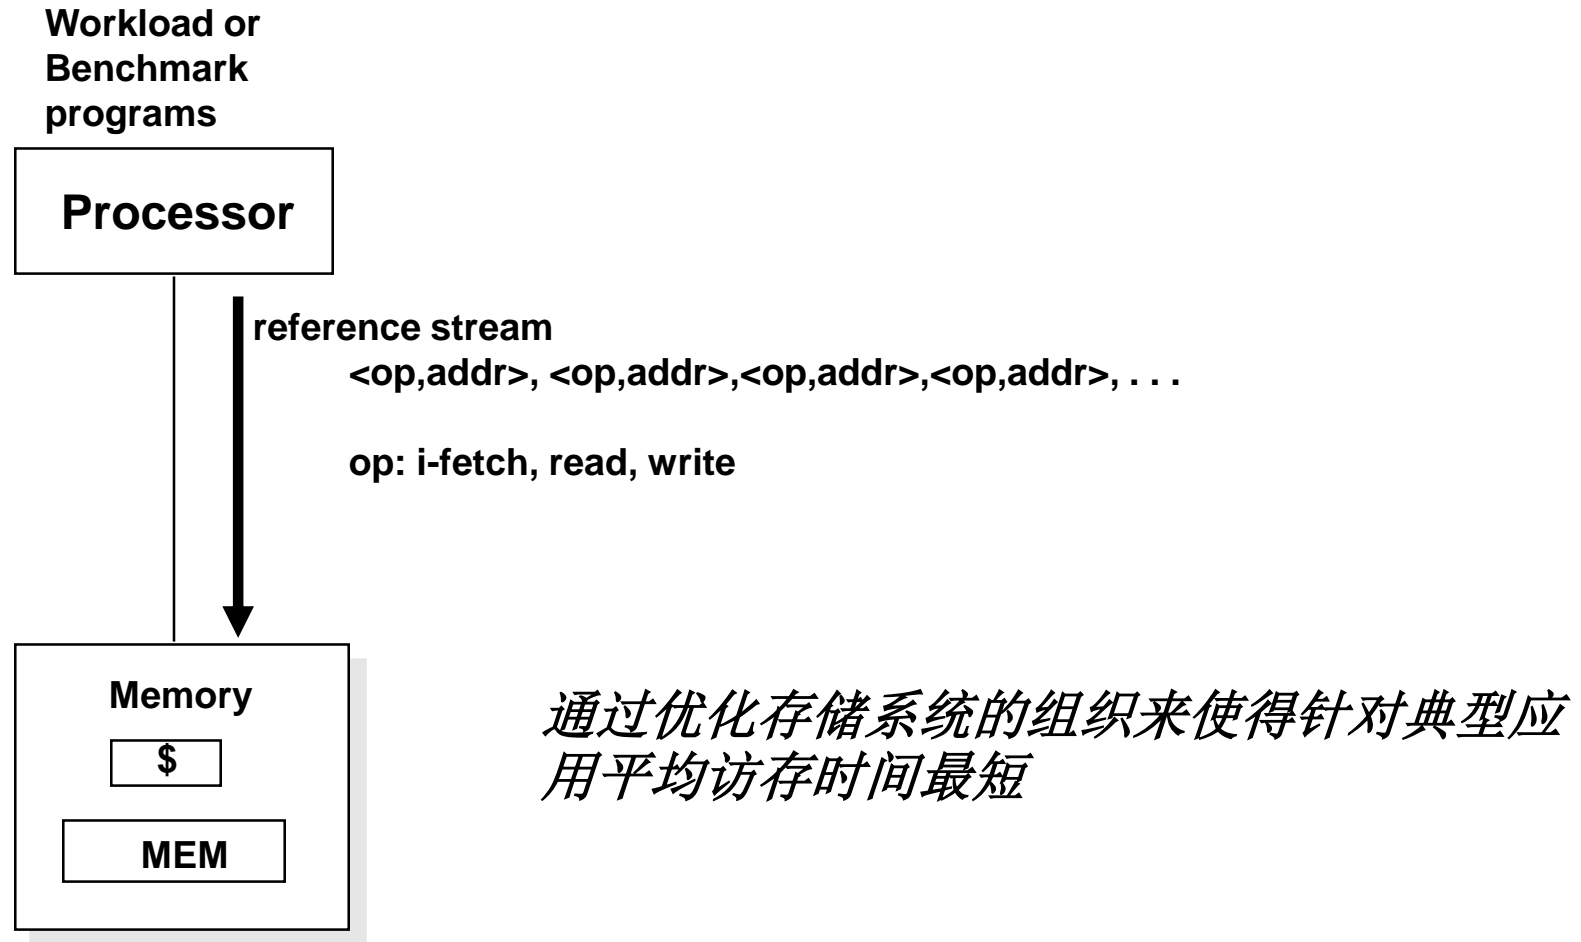 Workload or
Benchmark
programs
Processor
reference stream
<op,addr>, <op,addr>,<op,addr>,<op,addr>, . . .
op: i-fetch, read, write
Memory
$
MEM
通过优化存储系统的组织来使得针对典型应
用平均访存时间最短